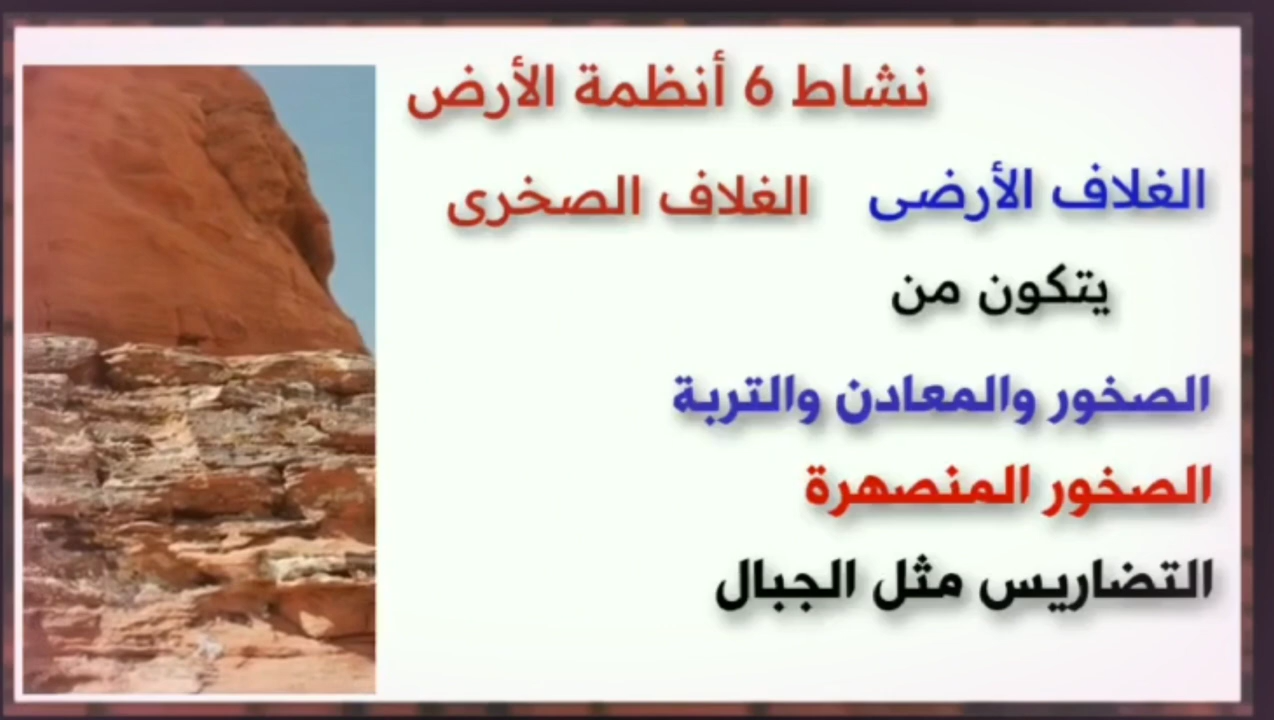 نشاط 6 أنظمة الأرض
الغلاف الأرضى الغلاف الصخرى
يتكون من
الصخور والمعادن والتربة
الصخور المنصهرة
التضاريس مثل الجبال